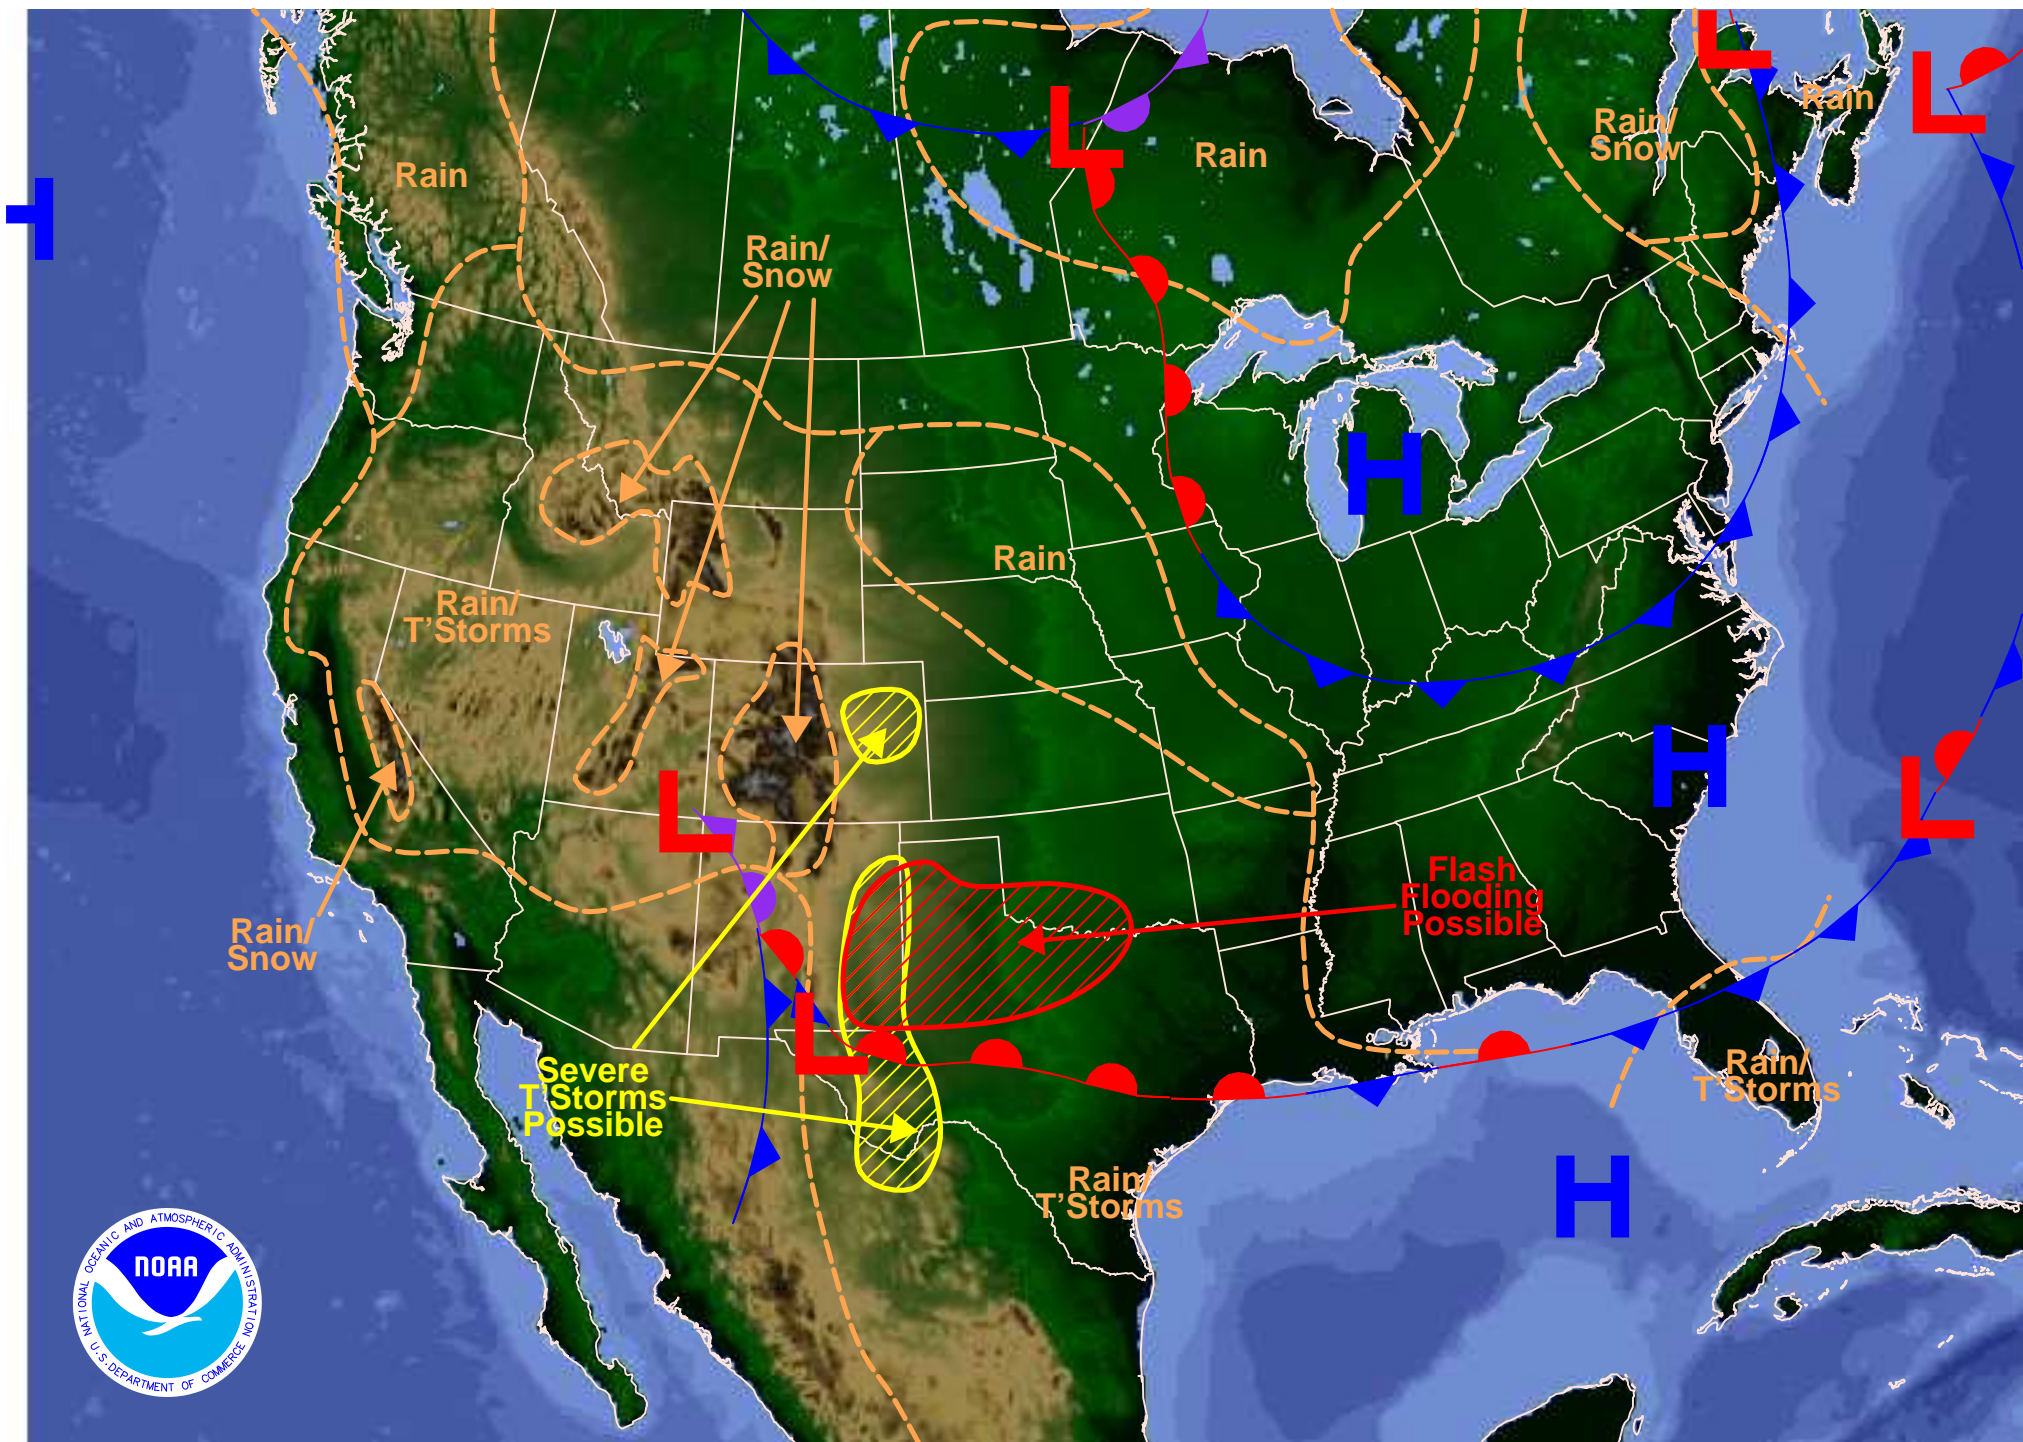 L
L
L
Rain
Rain/
Snow
Rain
Rain
Rain/
Snow
H
H
Rain
Rain/
T'Storms
H
L
L
Flash
Flooding
Possible
Rain/
Snow
L
Severe
T'Storms
Possible
Rain/
T'Storms
Rain/
T'Storms
H
NATIONAL OCEANIC AND ATMOSPHERIC ADMINISTRATION
NOAA
U.S. DEPARTMENT OF COMMERCE